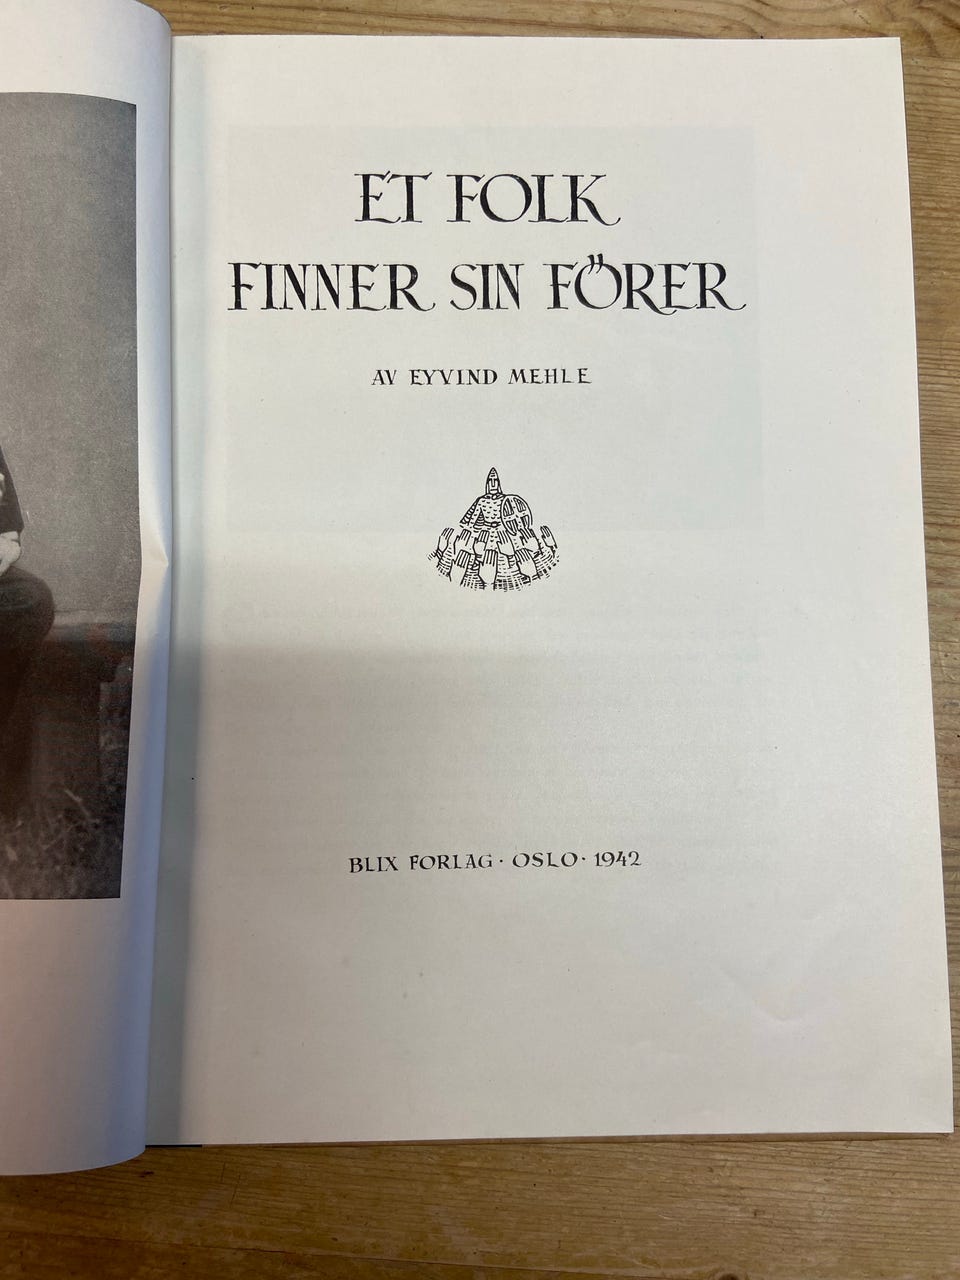 ET FOLK
FINNER SIN FÖRER
AV EYVIND MEHLE
BLIX FORLAG · OSLO · 1942